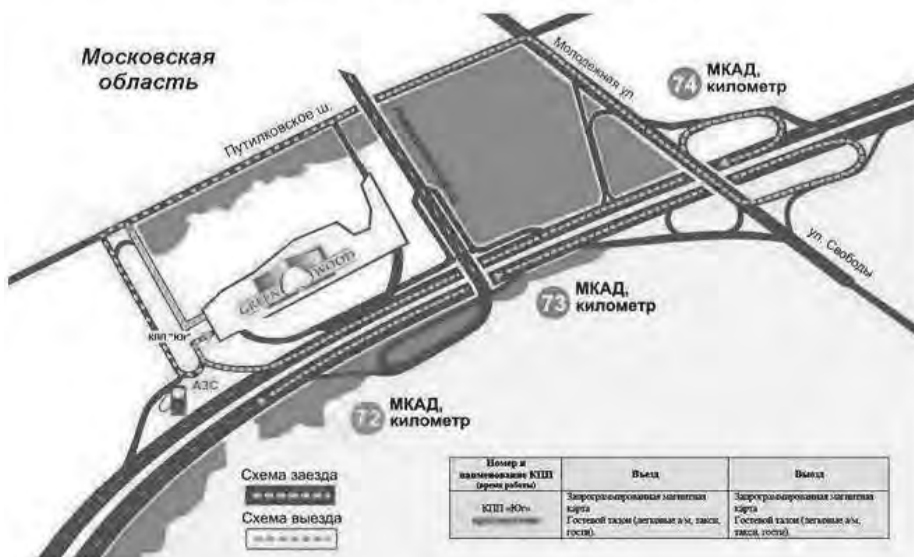 Московская
область
Путилковское ш.
Молодежная ул.
74 МКАД,
километр
ул. Свободы
GREEN WOOD
73 МКАД,
километр
КПП "Юг"
АЗС
72 МКАД,
километр
Схема заезда
Схема выезда
Номер и
наименование КПП
(время работы)
Въезд
Выезд
КПП «Юг»
Запрограммированная магнитная
карта
Гостевой талон (легковые а/м, такси,
гости).
Запрограммированная магнитная
карта
Гостевой талон (легковые а/м,
такси, гости).